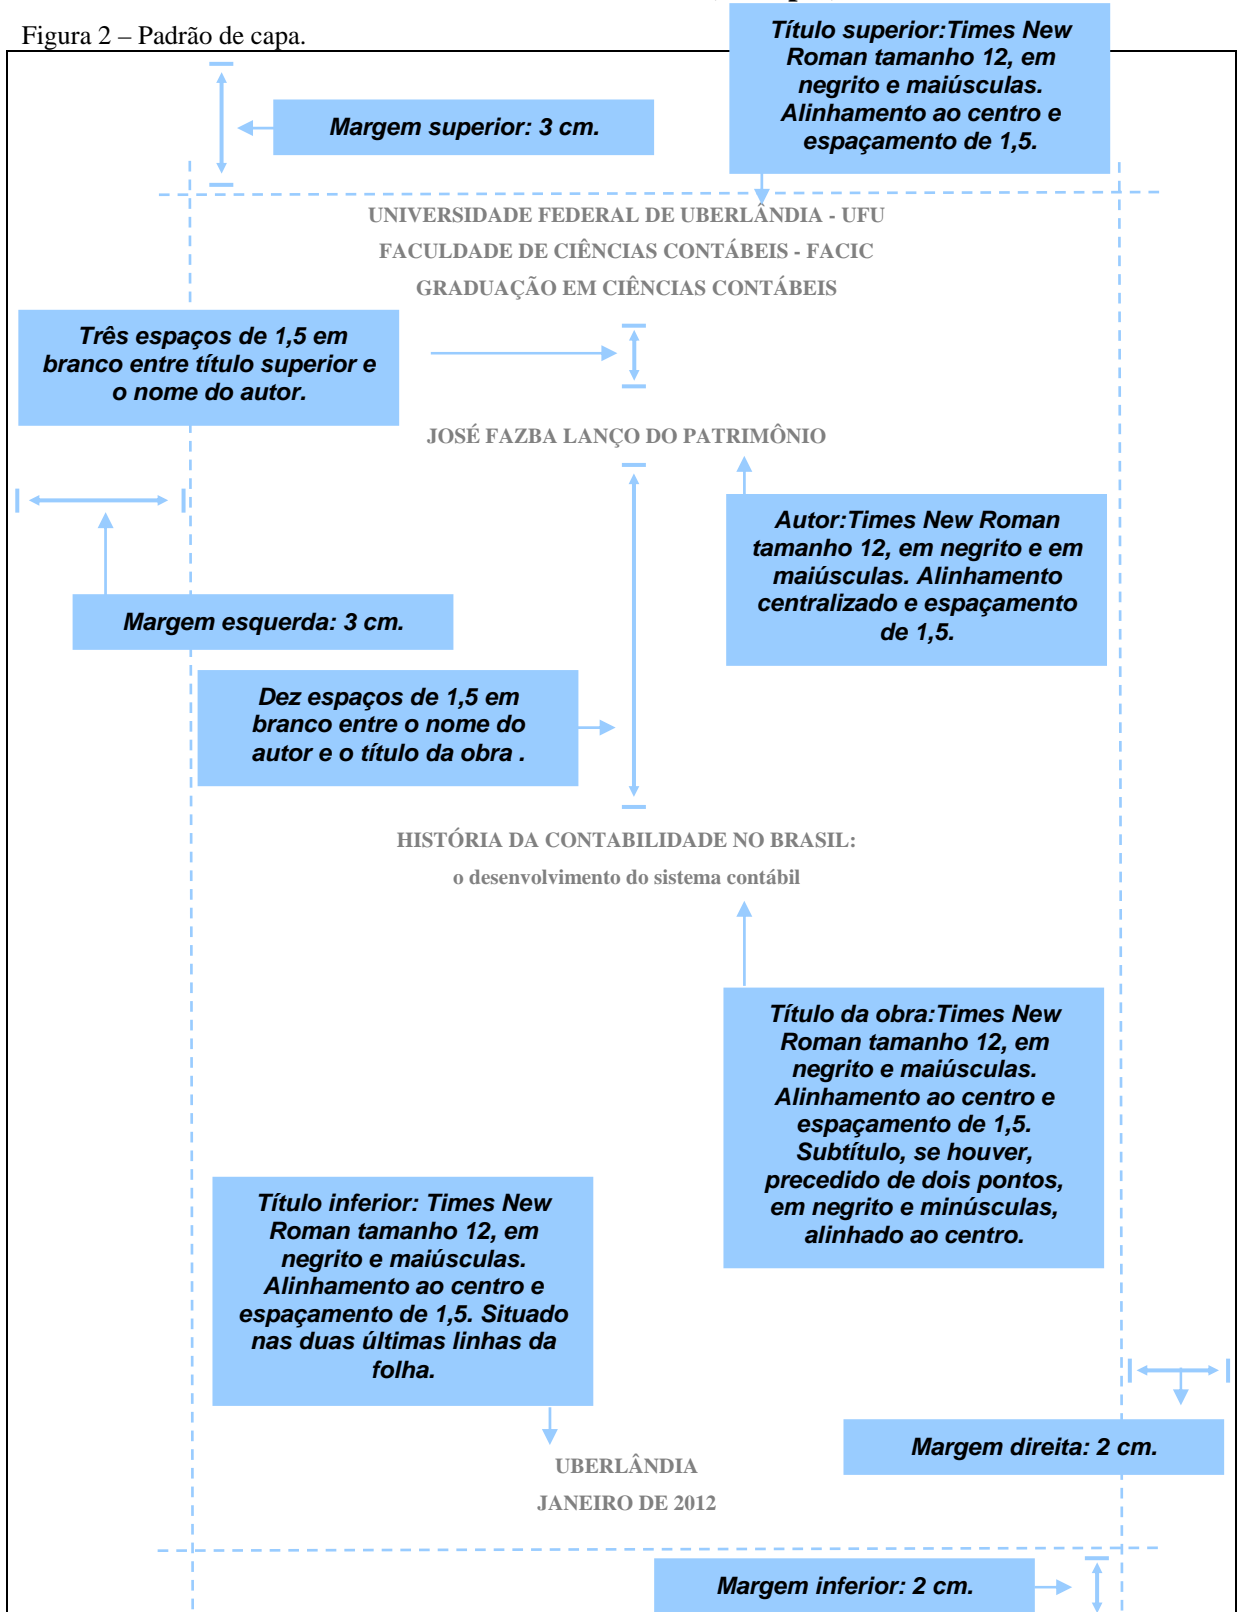 Figura 2 – Padrão de capa.
Título superior:Times New
Roman tamanho 12, em
negrito e maiúsculas.
Alinhamento ao centro e
espaçamento de 1,5.
Margem superior: 3 cm.
UNIVERSIDADE FEDERAL DE UBERLÂNDIA - UFU
FACULDADE DE CIÊNCIAS CONTÁBEIS - FACIC
GRADUAÇÃO EM CIÊNCIAS CONTÁBEIS
Três espaços de 1,5 em
branco entre título superior e
o nome do autor.
JOSÉ FAZBA LANÇO DO PATRIMÔNIO
Autor:Times New Roman
tamanho 12, em negrito e em
maiúsculas. Alinhamento
centralizado e espaçamento
de 1,5.
Margem esquerda: 3 cm.
Dez espaços de 1,5 em
branco entre o nome do
autor e o título da obra .
HISTÓRIA DA CONTABILIDADE NO BRASIL:
o desenvolvimento do sistema contábil
Título da obra:Times New
Roman tamanho 12, em
negrito e maiúsculas.
Alinhamento ao centro e
espaçamento de 1,5.
Subtítulo, se houver,
precedido de dois pontos,
em negrito e minúsculas,
alinhado ao centro.
Título inferior: Times New
Roman tamanho 12, em
negrito e maiúsculas.
Alinhamento ao centro e
espaçamento de 1,5. Situado
nas duas últimas linhas da
folha.
Margem direita: 2 cm.
UBERLÂNDIA
JANEIRO DE 2012
Margem inferior: 2 cm.